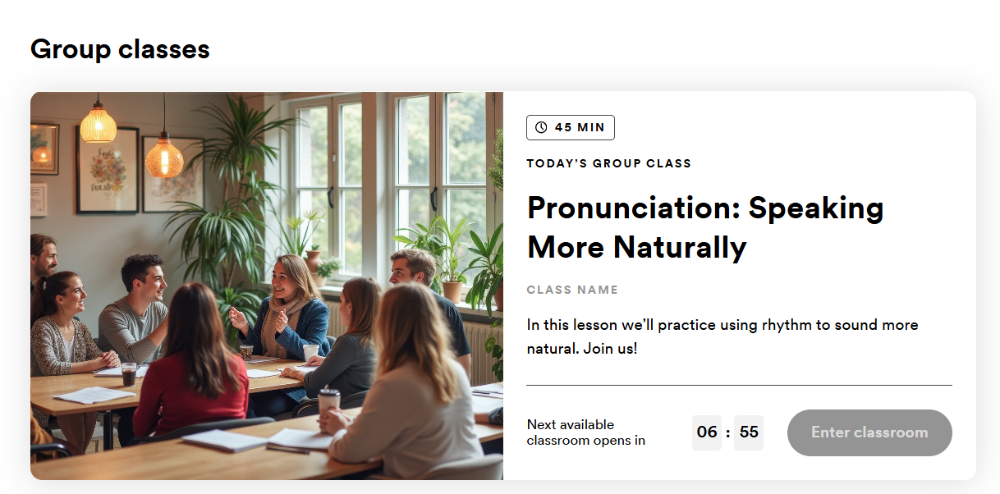 Group classes
45 MIN
TODAY’S GROUP CLASS
Pronunciation: Speaking
More Naturally
CLASS NAME
In this lesson we'll practice using rhythm to sound more
natural. Join us!
Next available
classroom opens in
06 : 55
Enter classroom